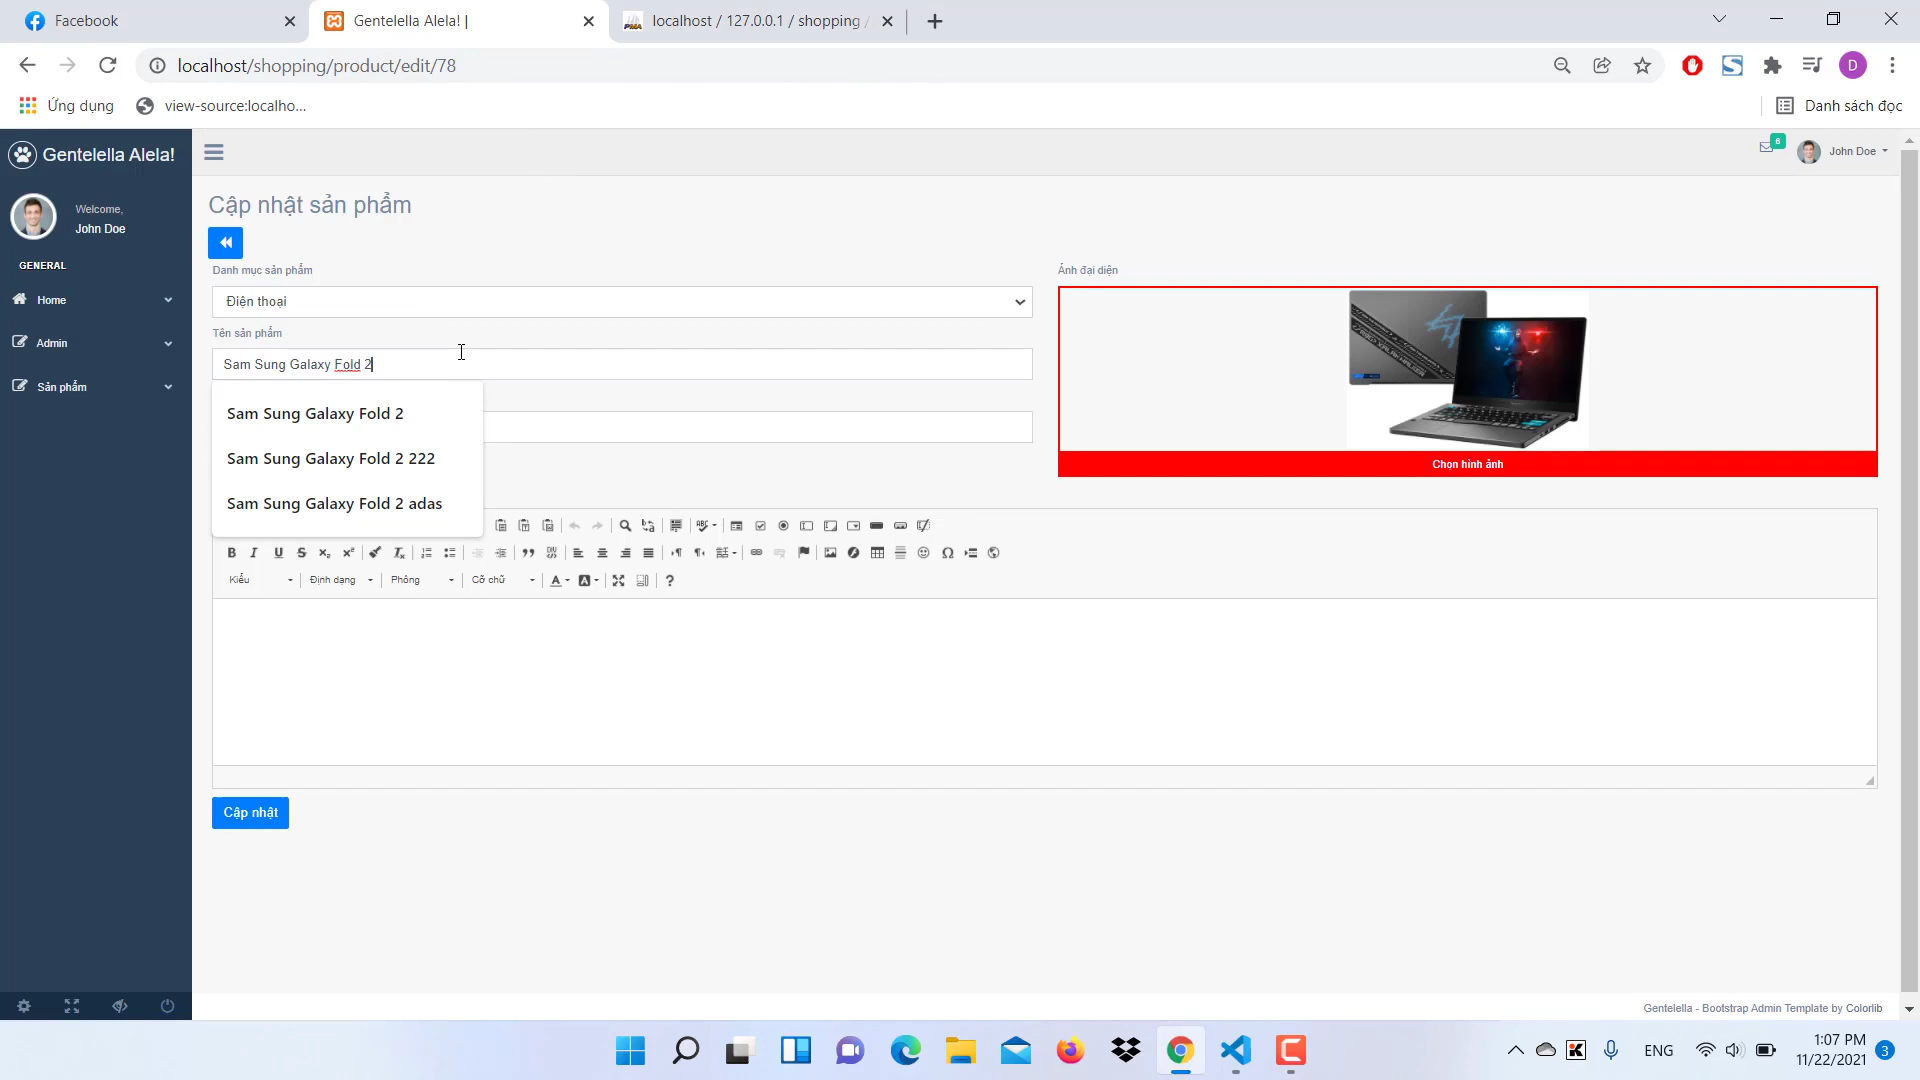 Facebook
Gentelella Alela! |
localhost / 127.0.0.1 / shopping /
localhost/shopping/product/edit/78
D
Ứng dụng
view-source:localho...
Danh sách đọc
Gentelella Alela!
6
John Doe
Welcome,
John Doe
GENERAL
Home
Admin
Sản phẩm
Cập nhật sản phẩm
Danh mục sản phẩm
Điện thoại
Tên sản phẩm
Sam Sung Galaxy Fold 2
Sam Sung Galaxy Fold 2
Sam Sung Galaxy Fold 2 222
Sam Sung Galaxy Fold 2 adas
Ảnh đại diện
Chọn hình ảnh
Kiểu
Định dạng
Phông
Cỡ chữ
Cập nhật
Gentelella - Bootstrap Admin Template by Colorlib
ENG
1:07 PM
11/22/2021
3